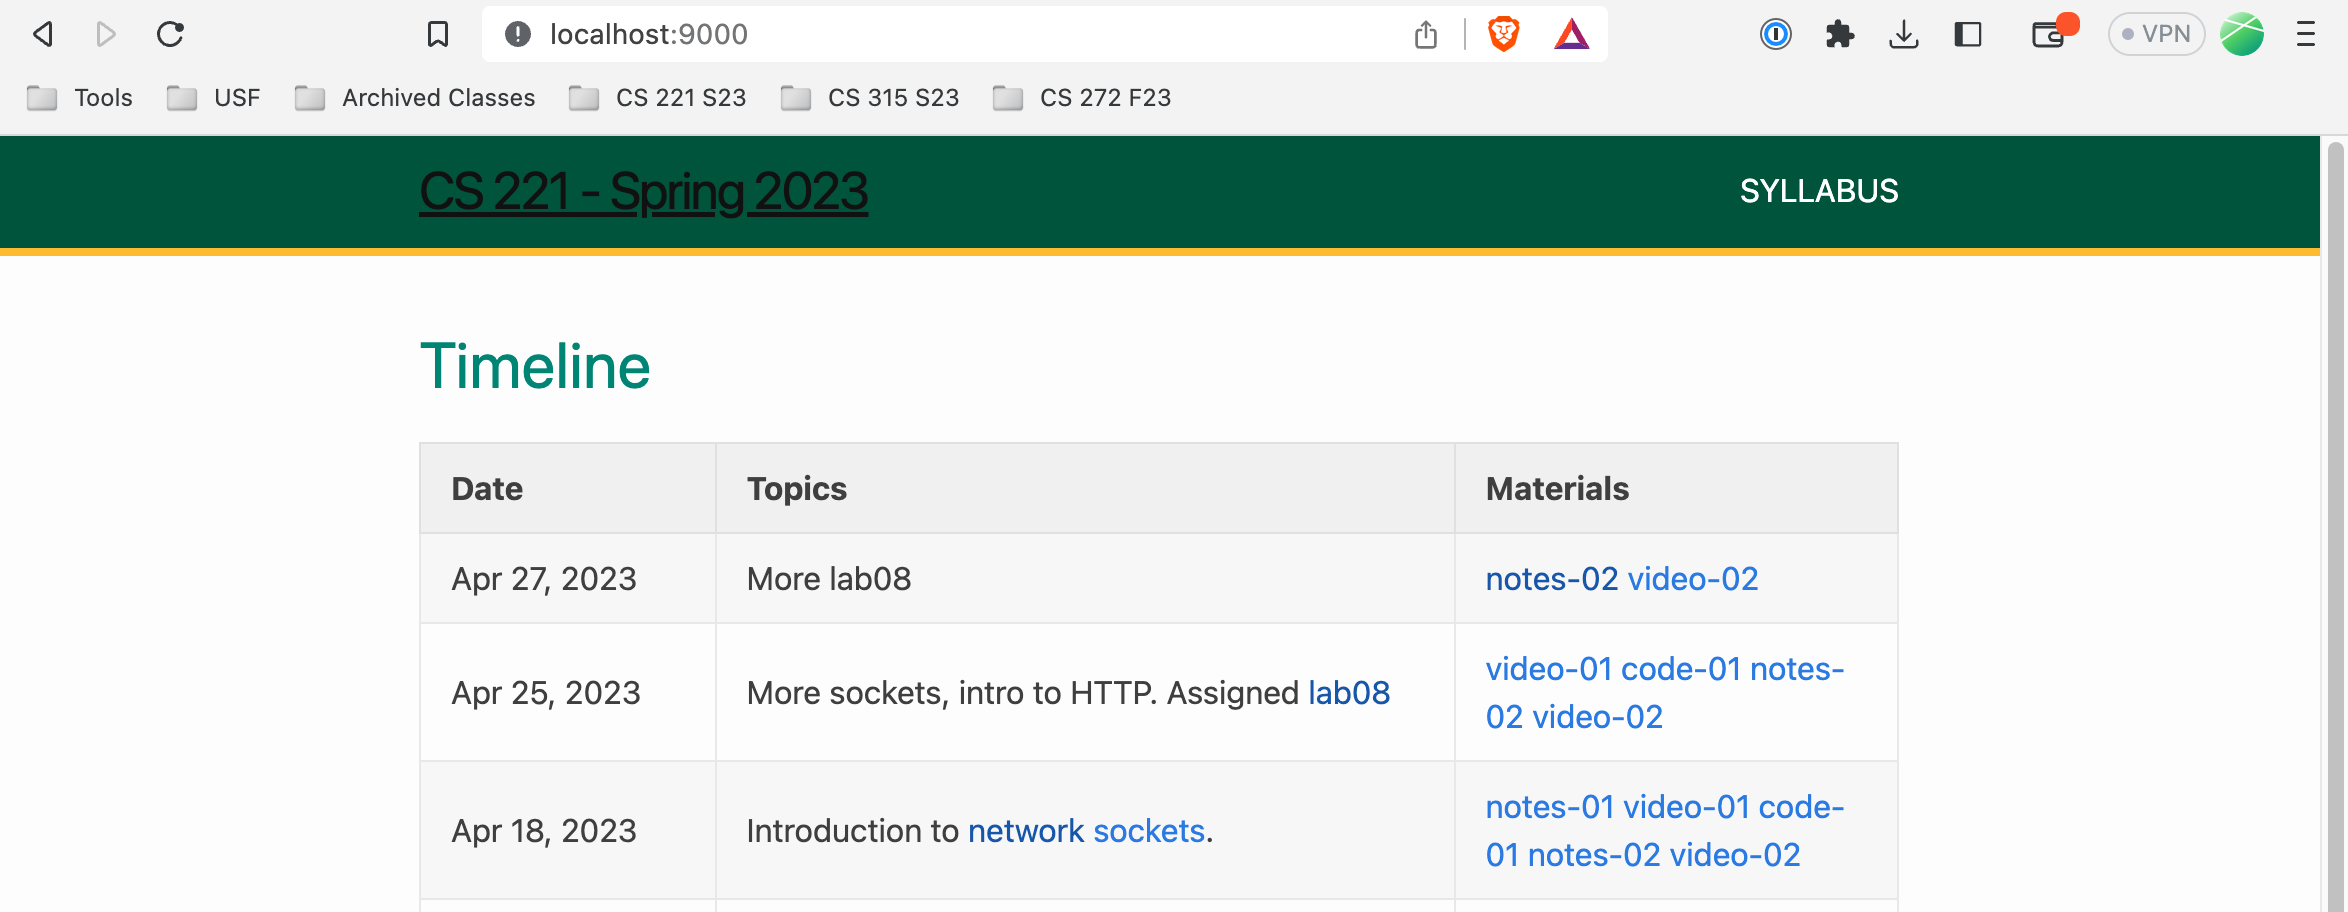 localhost:9000
VPN
Tools USF Archived Classes CS 221 S23 CS 315 S23 CS 272 F23
CS 221 - Spring 2023 SYLLABUS
Timeline
Date Topics Materials
Apr 27, 2023 More lab08 notes-02 video-02
Apr 25, 2023 More sockets, intro to HTTP. Assigned lab08 video-01 code-01 notes-
02 video-02
Apr 18, 2023 Introduction to network sockets. notes-01 video-01 code-
01 notes-02 video-02